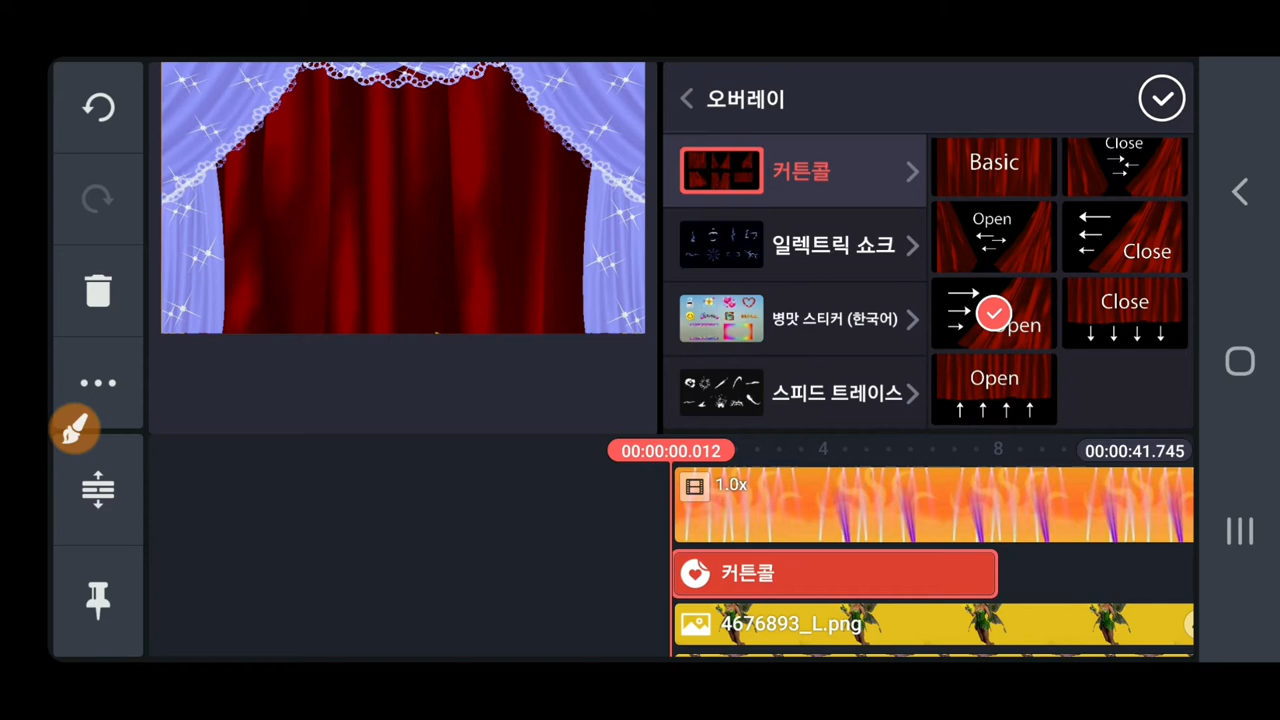 오버레이
커튼콜
일렉트릭 쇼크
병맛 스티커 (한국어)
스피드 트레이스
Basic
Close
Open
Close
Open
Close
Open
00:00:00.012
4
8
00:00:41.745
1.0x
커튼콜
4676893_L.png